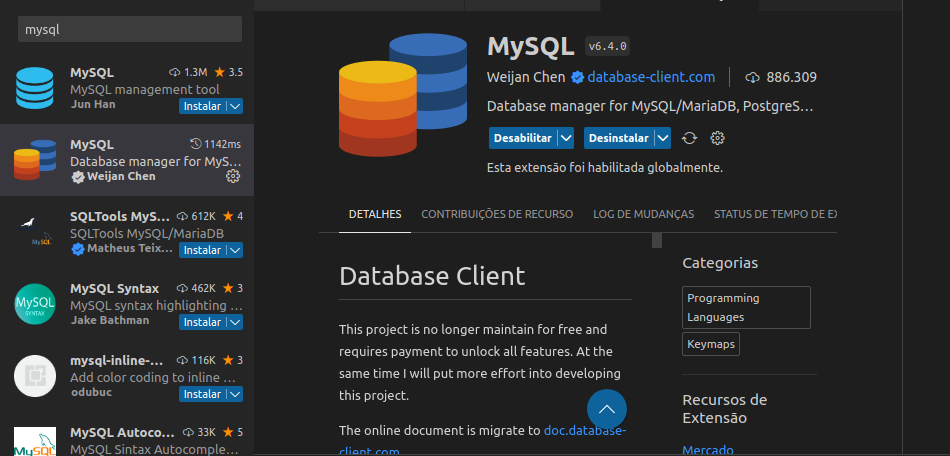 mysql
MySQL 1.3M 3.5
MySQL management tool
Jun Han Instalar
MySQL 1142ms
Database manager for MyS...
Weijan Chen
SQLTools MyS... 612K 4
SQLTools MySQL/MariaDB
Matheus Teix... Instalar
MySQL Syntax 462K 3
MySQL syntax highlighting ...
Jake Bathman Instalar
mysql-inline-... 116K 3
Add color coding to inline ...
odubuc Instalar
MySQL Autoco... 33K 5
MySQL Sintax Autocomple...
MySQL
MySQL
SYNTAX
MySQL
MySQL v6.4.0
Weijan Chen database-client.com 886.309
Database manager for MySQL/MariaDB, PostgreS...
Desabilitar Desinstalar
Esta extensão foi habilitada globalmente.
DETALHES CONTRIBUIÇÕES DE RECURSO LOG DE MUDANÇAS STATUS DE TEMPO DE EX
Database Client
This project is no longer maintain for free and
requires payment to unlock all features. At the
same time I will put more effort into developing
this project.
The online document is migrate to doc.database-
client.com
Categorias
Programming
Languages
Keymaps
Recursos de
Extensão
Mercado